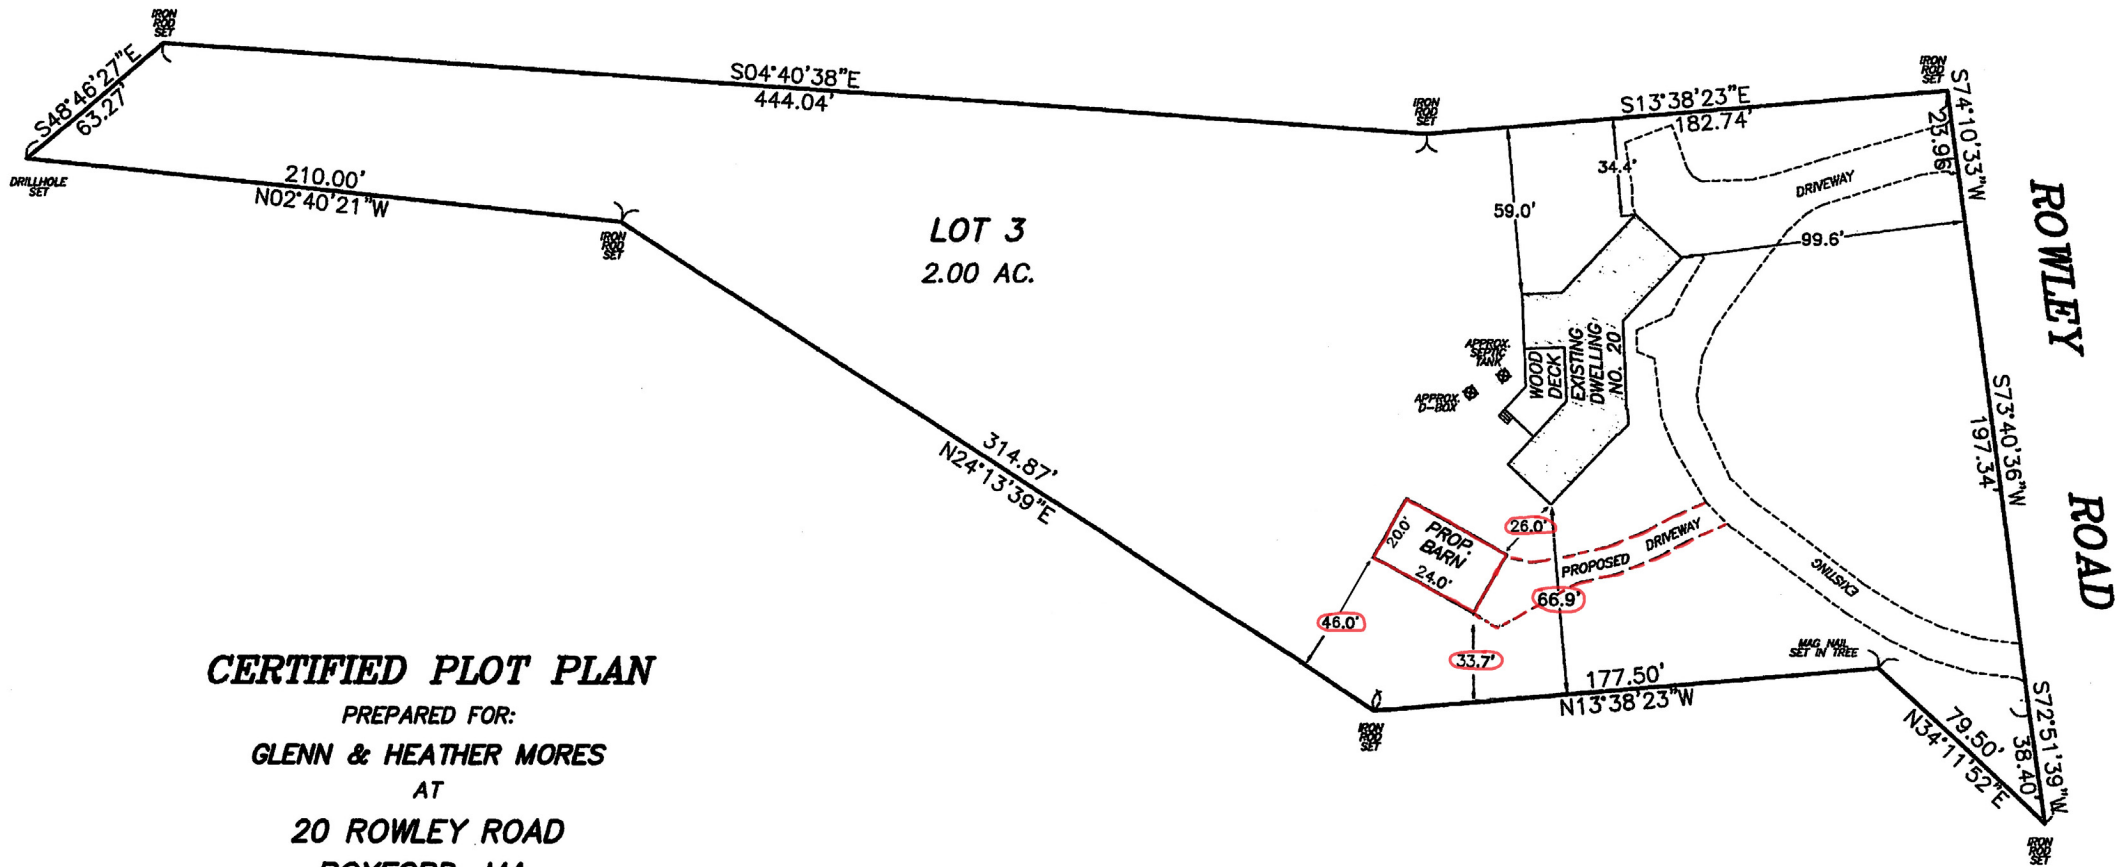 IRON
ROD
SET
S48°46'27"E
63.27'
DRILLHOLE
SET
S04°40'38"E
444.04'
210.00'
N02°40'21"W
IRON
ROD
SET
LOT 3
2.00 AC.
314.87'
N24°13'39"E
IRON
ROD
SET
S13°38'23"E
182.74'
IRON
ROD
SET
S74°10'33"W
23.96'
34.4'
59.0'
DRIVEWAY
99.6'
ROWLEY
ROAD
APPROX.
SEPTIC
TANK
APPROX.
D-BOX
WOOD
DECK
EXISTING
DWELLING
NO. 20
S73°40'36"W
197.34'
PROP.
BARN
20.0'
24.0'
26.0'
PROPOSED DRIVEWAY
EXISTING
66.9'
46.0'
33.7'
MAG NAIL
SET IN TREE
177.50'
N13°38'23"W
IRON
ROD
SET
79.50'
N34°11'52"E
S72°51'39"W
38.40'
IRON
ROD
SET
CERTIFIED PLOT PLAN
PREPARED FOR:
GLENN & HEATHER MORES
AT
20 ROWLEY ROAD
BOXFORD, MA